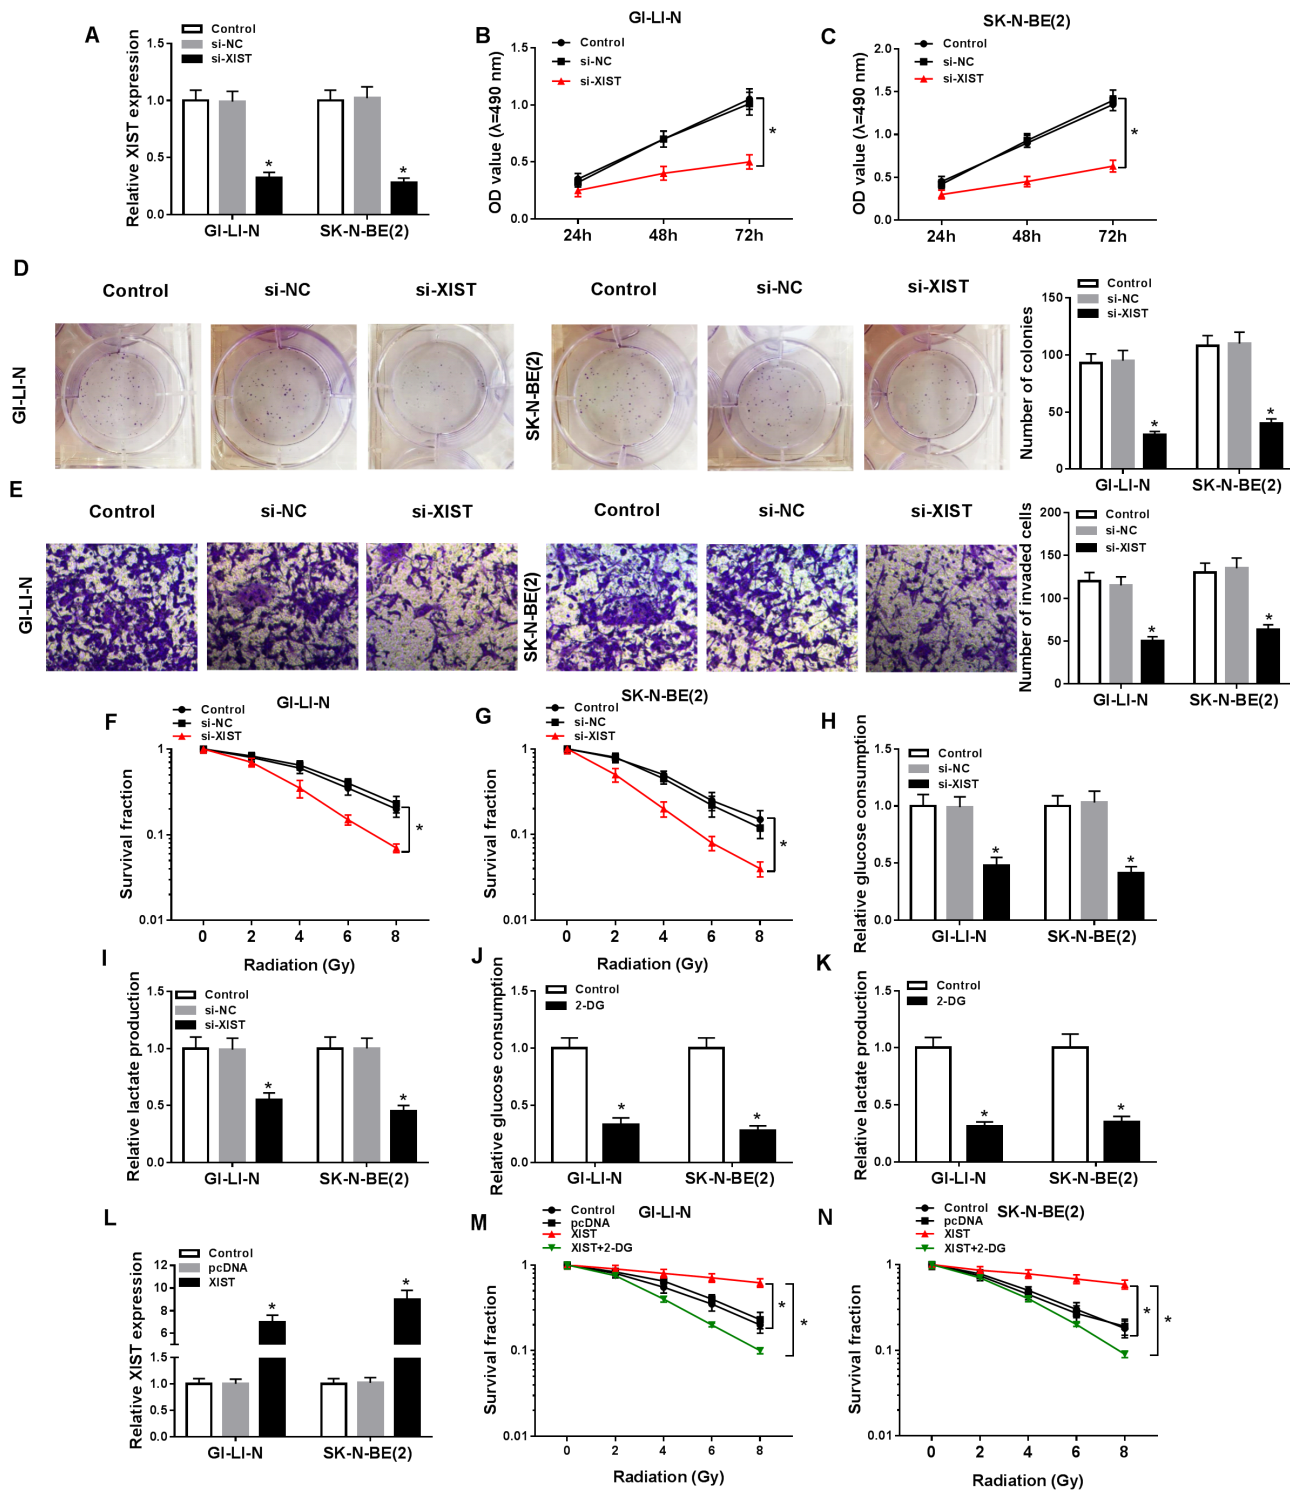 A
Control
si-NC
si-XIST
Relative XIST expression
1.5
1.0
0.5
0.0
*
*
GI-LI-N
SK-N-BE(2)
B
GI-LI-N
Control
si-NC
si-XIST
OD value (λ=490 nm)
1.5
1.0
0.5
0.0
*
24h
48h
72h
C
SK-N-BE(2)
Control
si-NC
si-XIST
OD value (λ=490 nm)
2.0
1.5
1.0
0.5
0.0
*
24h
48h
72h
D
Control
si-NC
si-XIST
Control
si-NC
si-XIST
GI-LI-N
SK-N-BE(2)
Control
si-NC
si-XIST
Number of colonies
150
100
50
0
*
*
GI-LI-N
SK-N-BE(2)
E
Control
si-NC
si-XIST
Control
si-NC
si-XIST
GI-LI-N
SK-N-BE(2)
Control
si-NC
si-XIST
Number of invaded cells
200
150
100
50
0
*
*
GI-LI-N
SK-N-BE(2)
F
GI-LI-N
Control
si-NC
si-XIST
Survival fraction
1
0.1
0.01
*
0
2
4
6
8
Radiation (Gy)
G
SK-N-BE(2)
Control
si-NC
si-XIST
Survival fraction
1
0.1
0.01
*
0
2
4
6
8
Radiation (Gy)
H
Control
si-NC
si-XIST
Relative glucose consumption
1.5
1.0
0.5
0.0
*
*
GI-LI-N
SK-N-BE(2)
I
Control
si-NC
si-XIST
Relative lactate production
1.5
1.0
0.5
0.0
*
*
GI-LI-N
SK-N-BE(2)
J
Control
2-DG
Relative glucose consumption
1.5
1.0
0.5
0.0
*
*
GI-LI-N
SK-N-BE(2)
K
Control
2-DG
Relative lactate production
1.5
1.0
0.5
0.0
*
*
GI-LI-N
SK-N-BE(2)
L
Control
pcDNA
XIST
Relative XIST expression
12
10
8
6
1.5
1.0
0.5
0.0
*
*
GI-LI-N
SK-N-BE(2)
M
GI-LI-N
Control
pcDNA
XIST
XIST+2-DG
Survival fraction
1
0.1
0.01
*
*
0
2
4
6
8
Radiation (Gy)
N
SK-N-BE(2)
Control
pcDNA
XIST
XIST+2-DG
Survival fraction
1
0.1
0.01
*
*
0
2
4
6
8
Radiation (Gy)